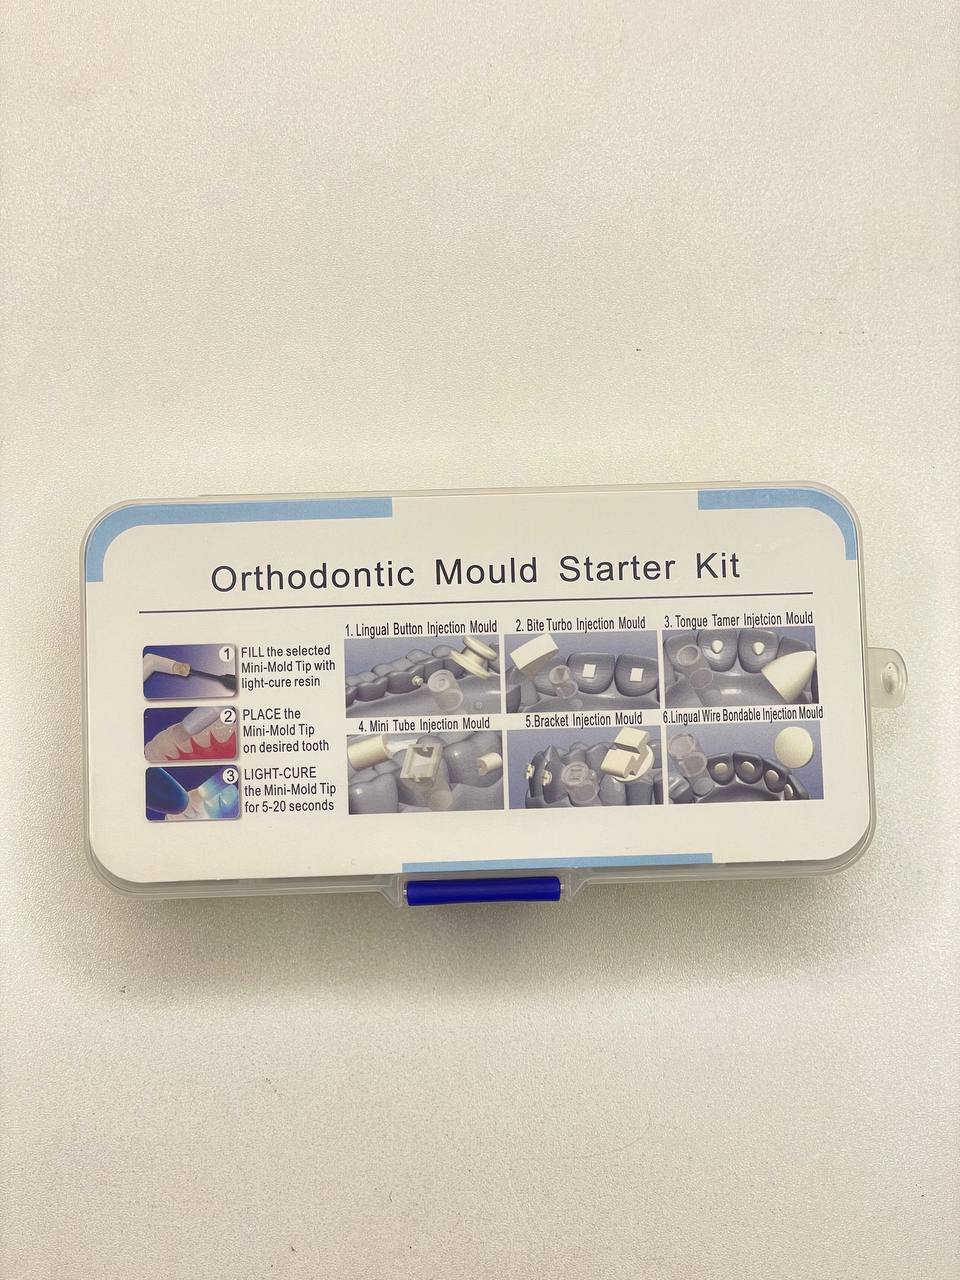 Orthodontic Mould Starter Kit
1
FILL the selected
Mini-Mold Tip with
light-cure resin
2
PLACE the
Mini-Mold Tip
on desired tooth
3
LIGHT-CURE
the Mini-Mold Tip
for 5-20 seconds
1. Lingual Button Injection Mould
2. Bite Turbo Injection Mould
3. Tongue Tamer Injetcion Mould
4. Mini Tube Injection Mould
5.Bracket Injection Mould
6.Lingual Wire Bondable Injection Mould